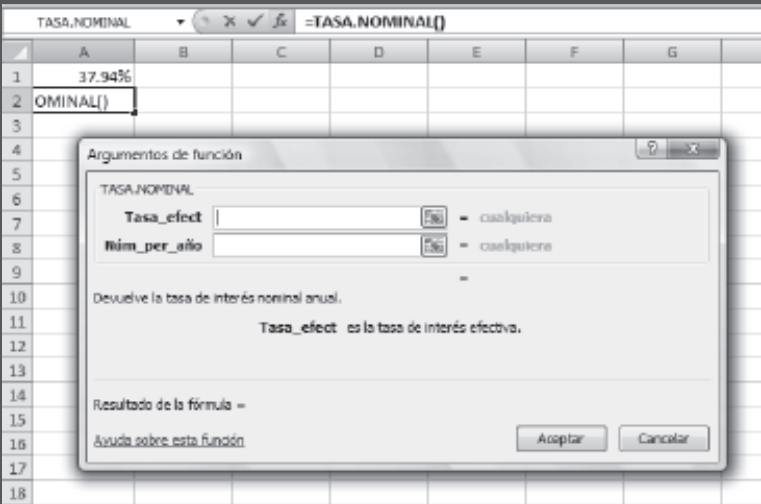 TASA.NOMINAL fx =TASA.NOMINAL()
A B C D E F G
1 37.94%
2 OMINAL()
3
4
5
6
7
8
9
10
11
12
13
14
15
16
17
18
Argumentos de función
TASA.NOMINAL
Tasa_efect = cualquiera
Núm_per_año = cualquiera
=
Devuelve la tasa de interés nominal anual.
Tasa_efect es la tasa de interés efectiva.
Resultado de la fórmula =
Ayuda sobre esta función
Aceptar Cancelar